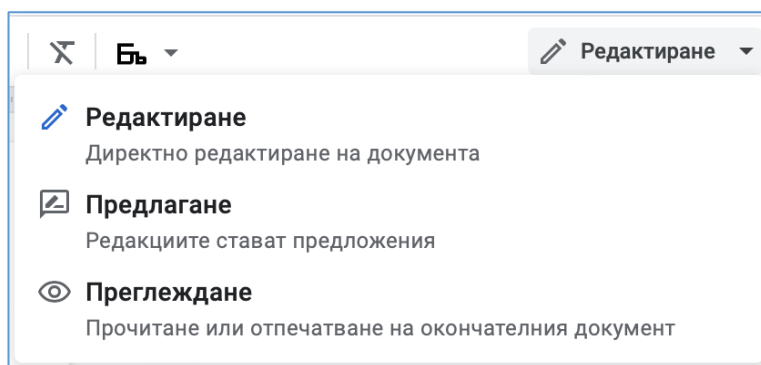 Бъ Редактиране
Редактиране
Директно редактиране на документа
Предлагане
Редакциите стават предложения
Преглеждане
Прочитане или отпечатване на окончателния документ